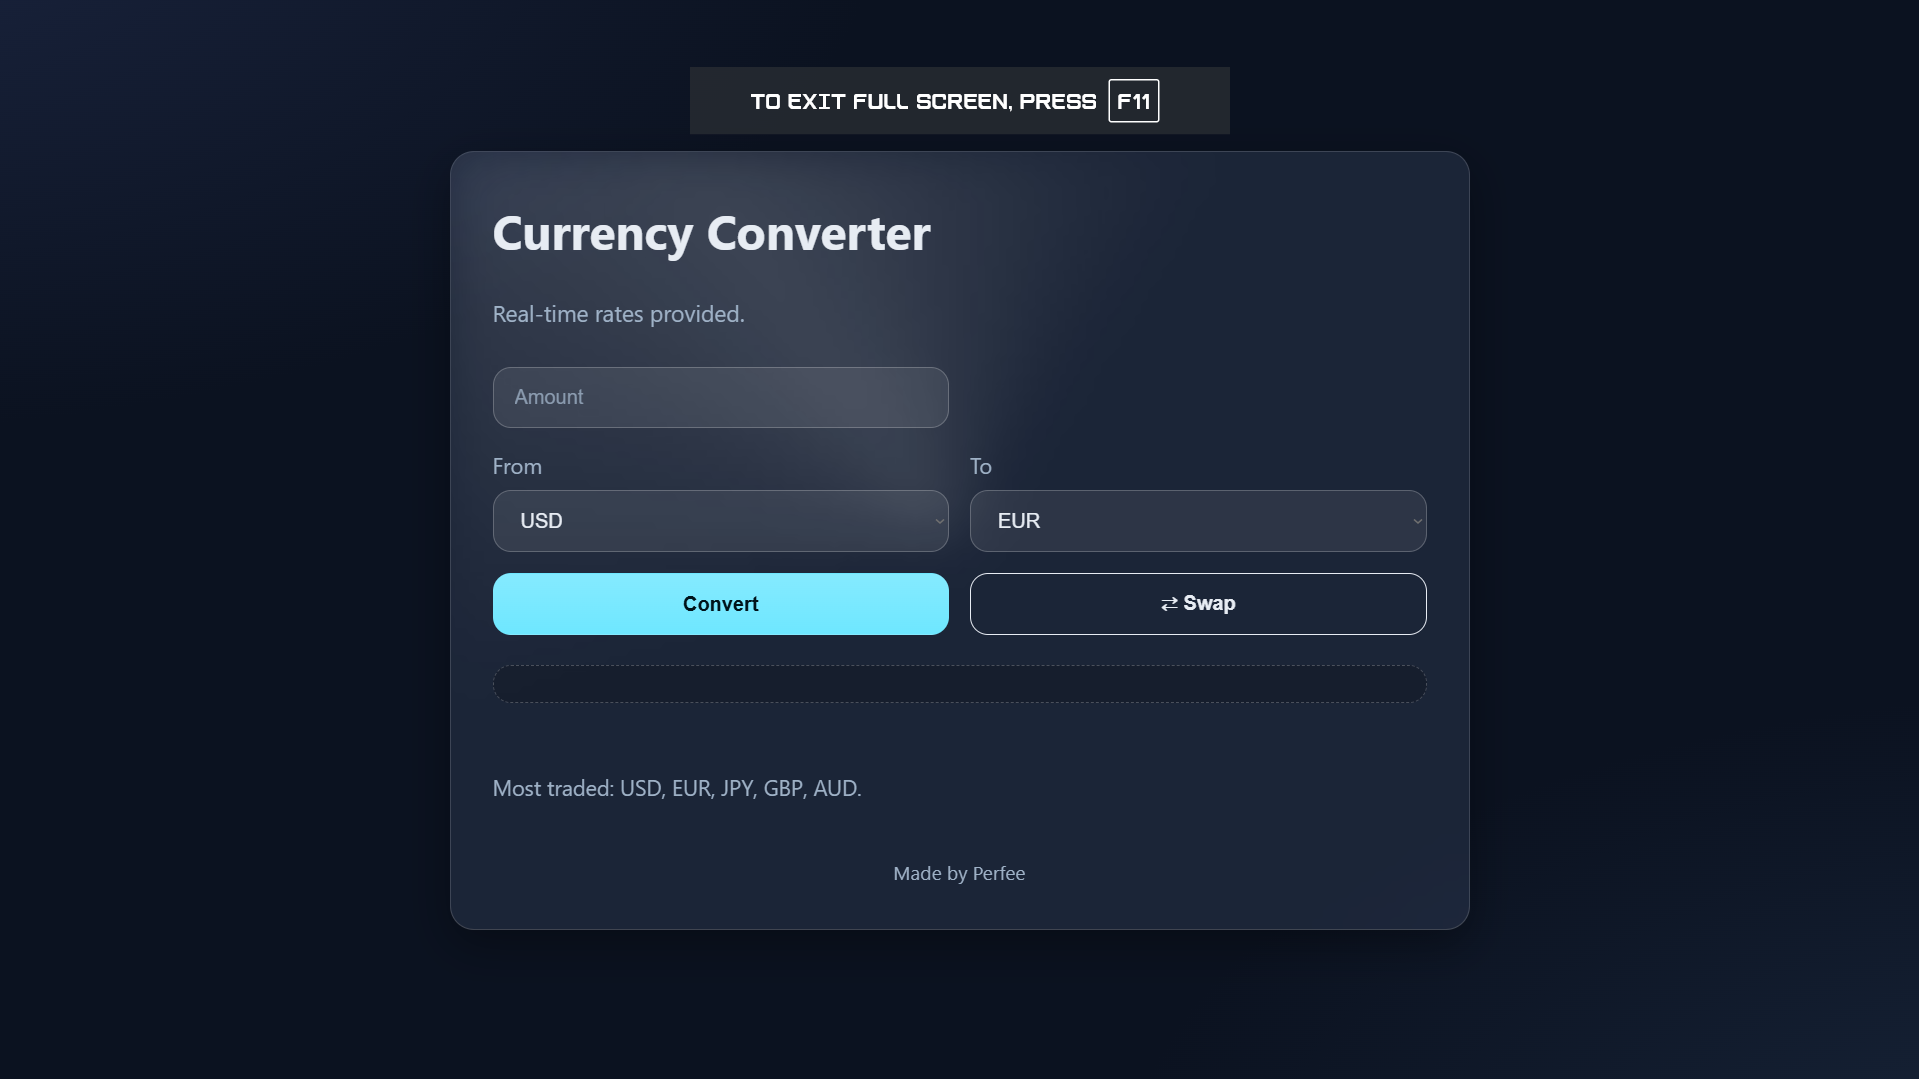 TO EXIT FULL SCREEN, PRESS F11
Currency Converter
Real-time rates provided.
Amount
From
To
USD
EUR
Convert
⇄ Swap
Most traded: USD, EUR, JPY, GBP, AUD.
Made by Perfee